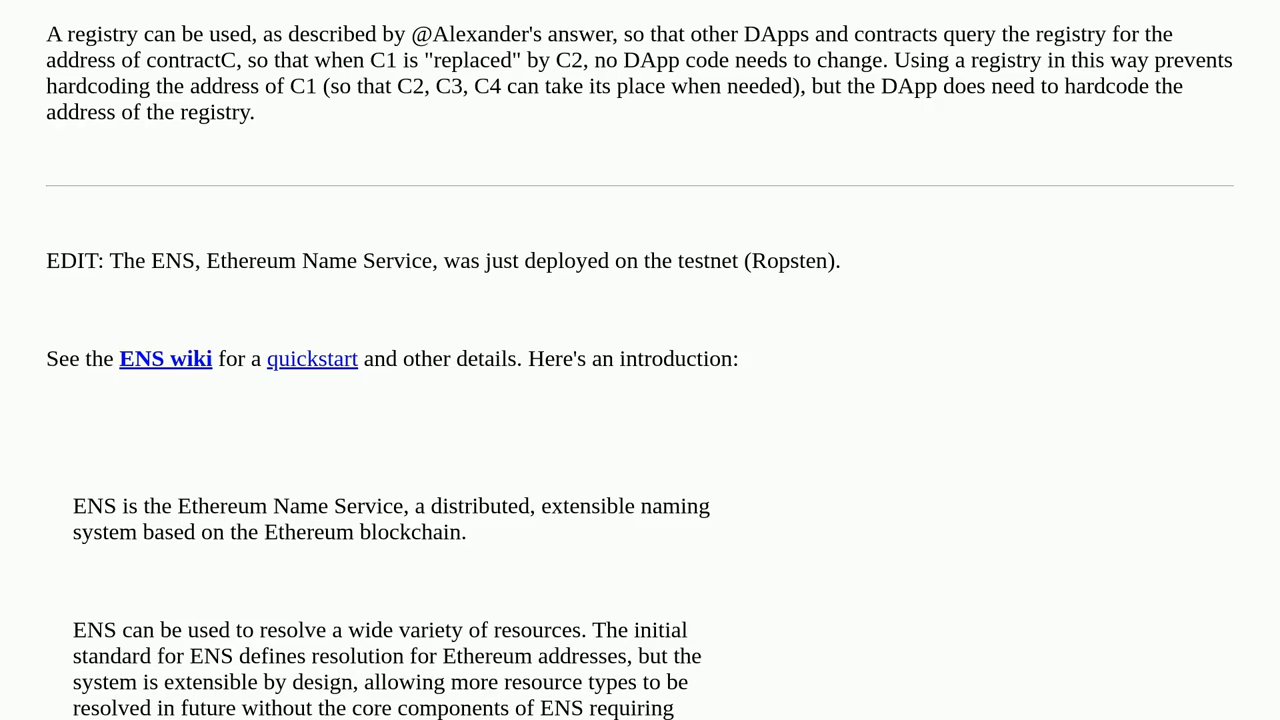 A registry can be used, as described by @Alexander's answer, so that other DApps and contracts query the registry for the
address of contractC, so that when C1 is "replaced" by C2, no DApp code needs to change. Using a registry in this way prevents
hardcoding the address of C1 (so that C2, C3, C4 can take its place when needed), but the DApp does need to hardcode the
address of the registry.
EDIT: The ENS, Ethereum Name Service, was just deployed on the testnet (Ropsten).
See the ENS wiki for a quickstart and other details. Here's an introduction:
ENS is the Ethereum Name Service, a distributed, extensible naming
system based on the Ethereum blockchain.
ENS can be used to resolve a wide variety of resources. The initial
standard for ENS defines resolution for Ethereum addresses, but the
system is extensible by design, allowing more resource types to be
resolved in future without the core components of ENS requiring